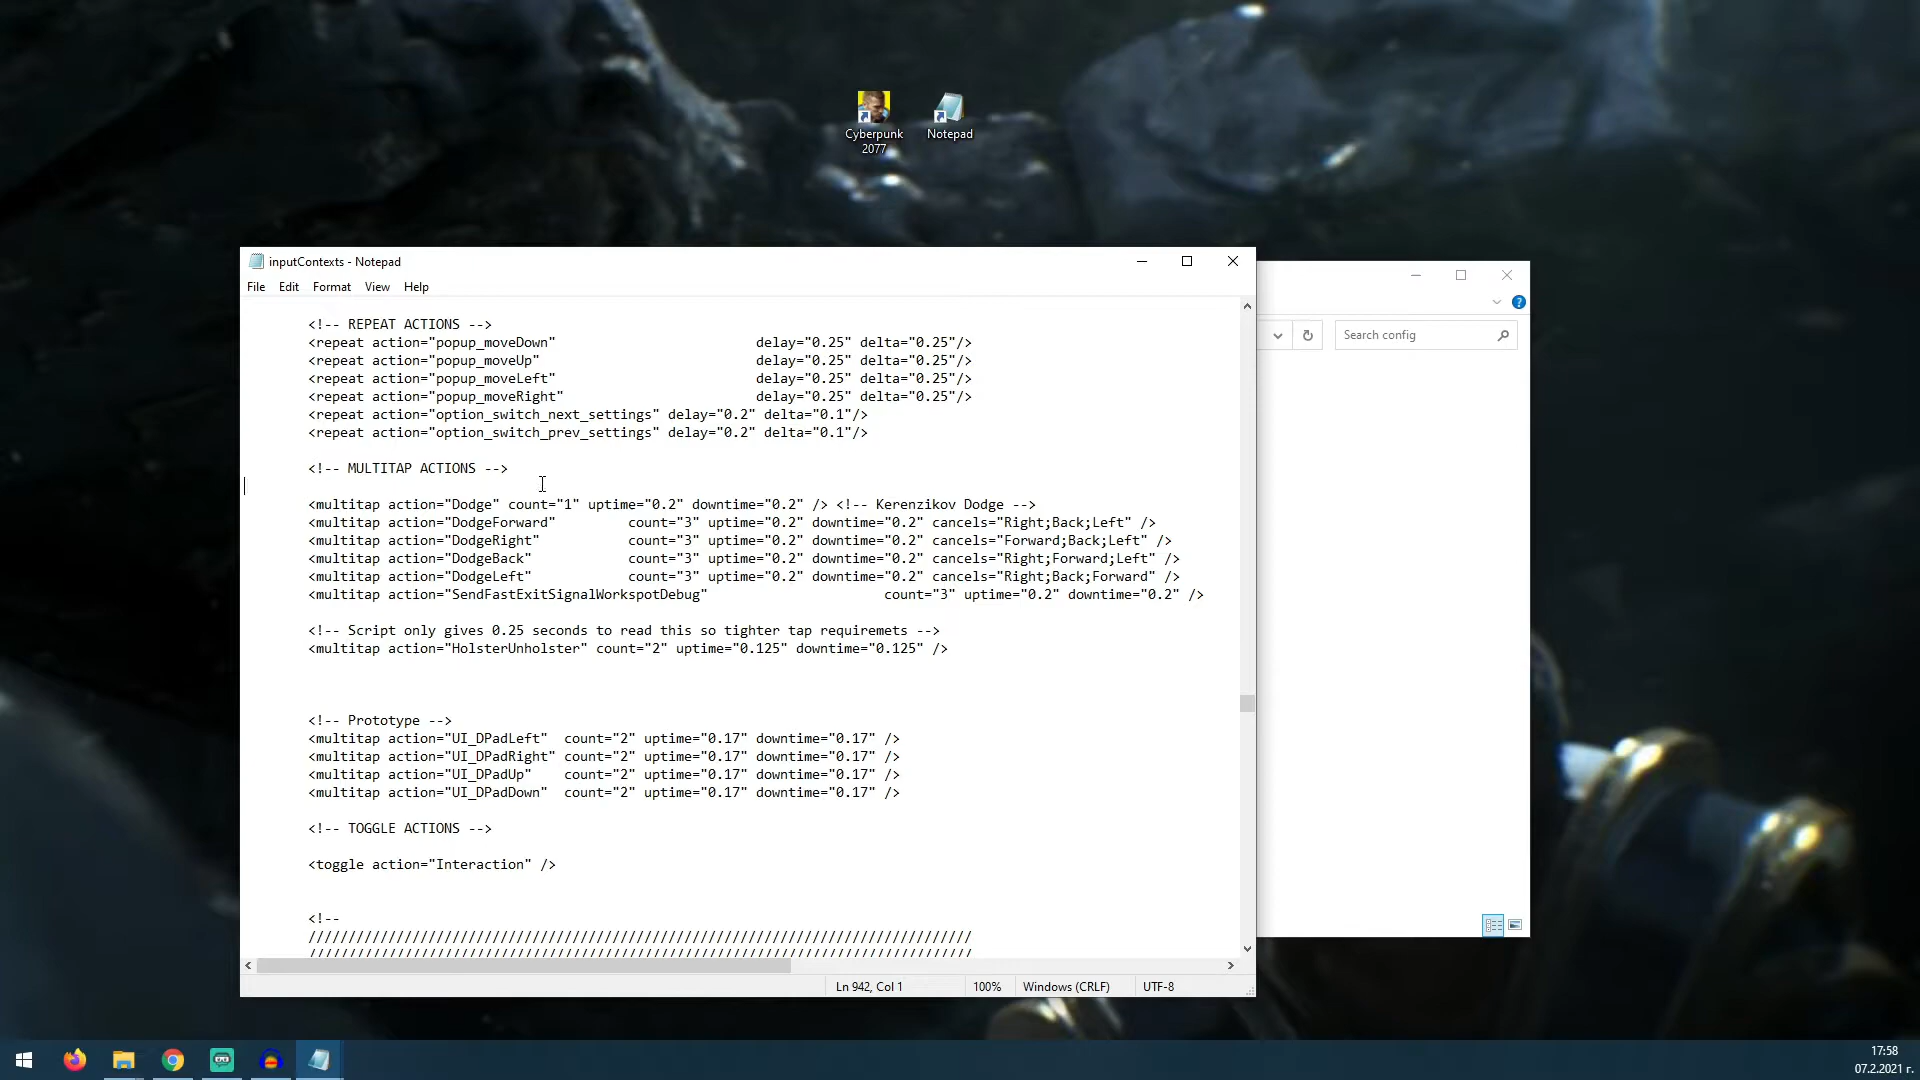 Cyberpunk
2077
Notepad
inputContexts - Notepad
File Edit Format View Help
Search config
<!-- REPEAT ACTIONS -->
<repeat action="popup_moveDown" delay="0.25" delta="0.25"/>
<repeat action="popup_moveUp" delay="0.25" delta="0.25"/>
<repeat action="popup_moveLeft" delay="0.25" delta="0.25"/>
<repeat action="popup_moveRight" delay="0.25" delta="0.25"/>
<repeat action="option_switch_next_settings" delay="0.2" delta="0.1"/>
<repeat action="option_switch_prev_settings" delay="0.2" delta="0.1"/>
<!-- MULTITAP ACTIONS -->
<multitap action="Dodge" count="1" uptime="0.2" downtime="0.2" /> <!-- Kerenzikov Dodge -->
<multitap action="DodgeForward" count="3" uptime="0.2" downtime="0.2" cancels="Right;Back;Left" />
<multitap action="DodgeRight" count="3" uptime="0.2" downtime="0.2" cancels="Forward;Back;Left" />
<multitap action="DodgeBack" count="3" uptime="0.2" downtime="0.2" cancels="Right;Forward;Left" />
<multitap action="DodgeLeft" count="3" uptime="0.2" downtime="0.2" cancels="Right;Back;Forward" />
<multitap action="SendFastExitSignalWorkspotDebug" count="3" uptime="0.2" downtime="0.2" />
<!-- Script only gives 0.25 seconds to read this so tighter tap requiremets -->
<multitap action="HolsterUnholster" count="2" uptime="0.125" downtime="0.125" />
<!-- Prototype -->
<multitap action="UI_DPadLeft" count="2" uptime="0.17" downtime="0.17" />
<multitap action="UI_DPadRight" count="2" uptime="0.17" downtime="0.17" />
<multitap action="UI_DPadUp" count="2" uptime="0.17" downtime="0.17" />
<multitap action="UI_DPadDown" count="2" uptime="0.17" downtime="0.17" />
<!-- TOGGLE ACTIONS -->
<toggle action="Interaction" />
<!--
///////////////////////////////////////////////////////////////////////////////////
///////////////////////////////////////////////////////////////////////////////////
Ln 942, Col 1 100% Windows (CRLF) UTF-8
17:58
07.2.2021 г.